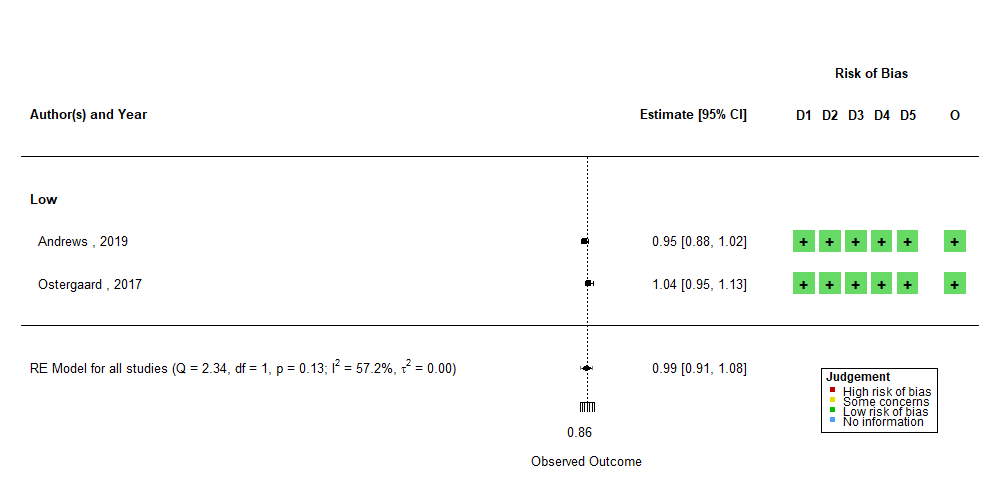 Risk of Bias
Author(s) and Year Estimate [95% CI] D1 D2 D3 D4 D5 O
Low
Andrews , 2019 0.95 [0.88, 1.02] + + + + + +
Ostergaard , 2017 1.04 [0.95, 1.13] + + + + + +
RE Model for all studies (Q = 2.34, df = 1, p = 0.13; I² = 57.2%, τ² = 0.00) 0.99 [0.91, 1.08]
Judgement
High risk of bias
Some concerns
Low risk of bias
No information
0.86
Observed Outcome